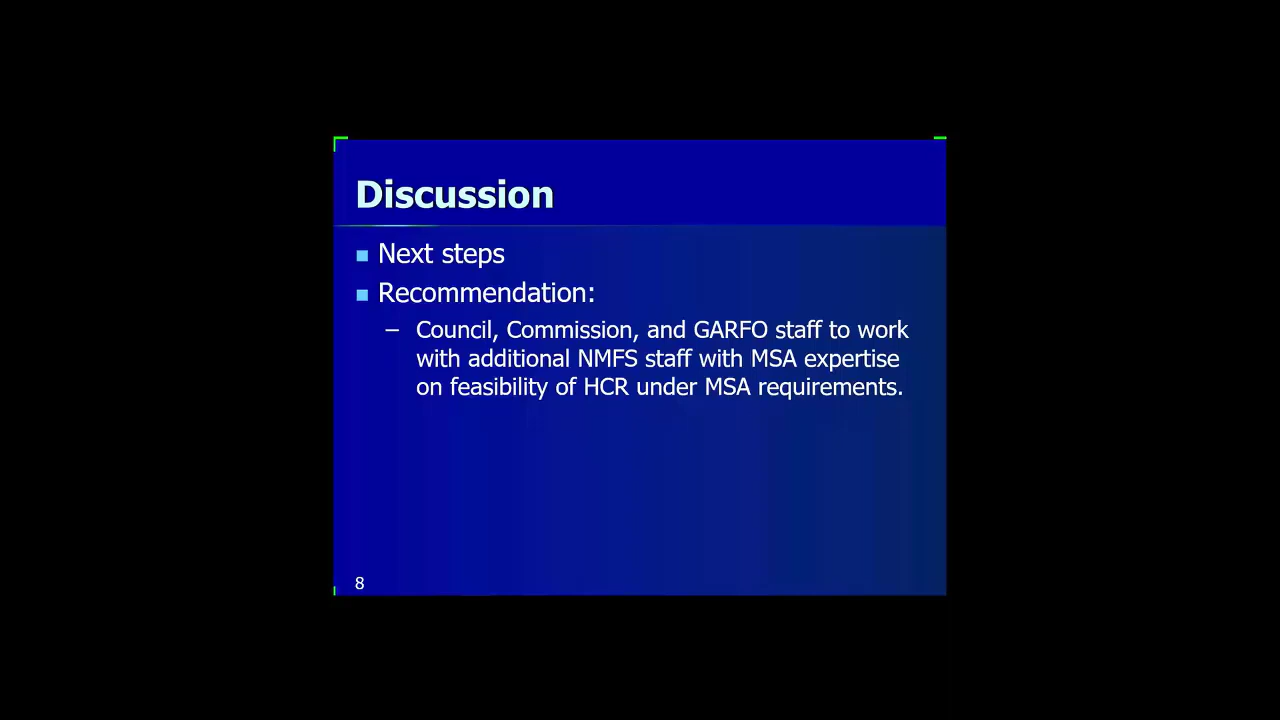 Discussion
Next steps
Recommendation:
– Council, Commission, and GARFO staff to work
with additional NMFS staff with MSA expertise
on feasibility of HCR under MSA requirements.
8